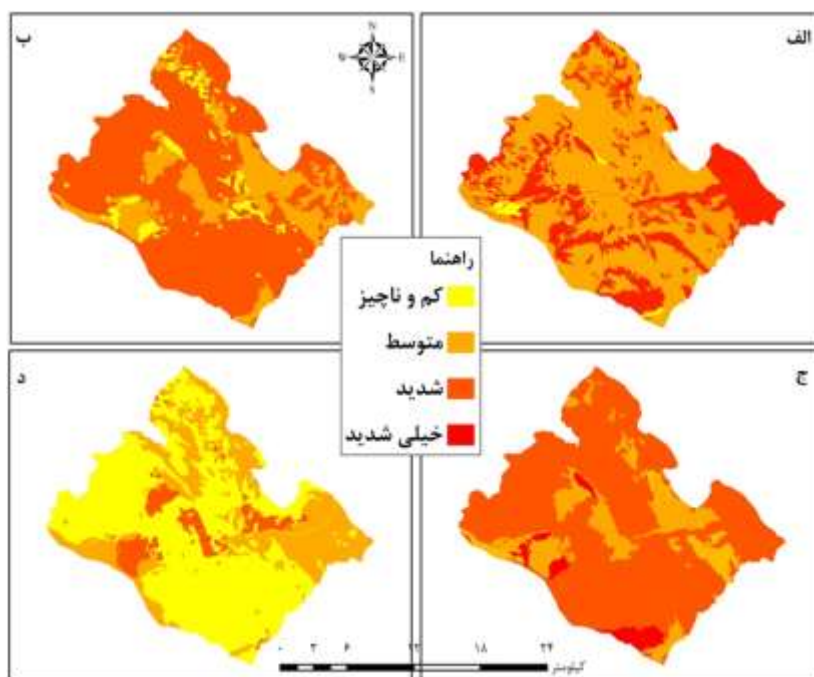 الف
ب
N
W
E
S
راهنما
کم و ناچیز
متوسط
شدید
خیلی شدید
ج
د
۰ ۳ ۶ ۱۲ ۱۸ ۲۴
کیلومتر